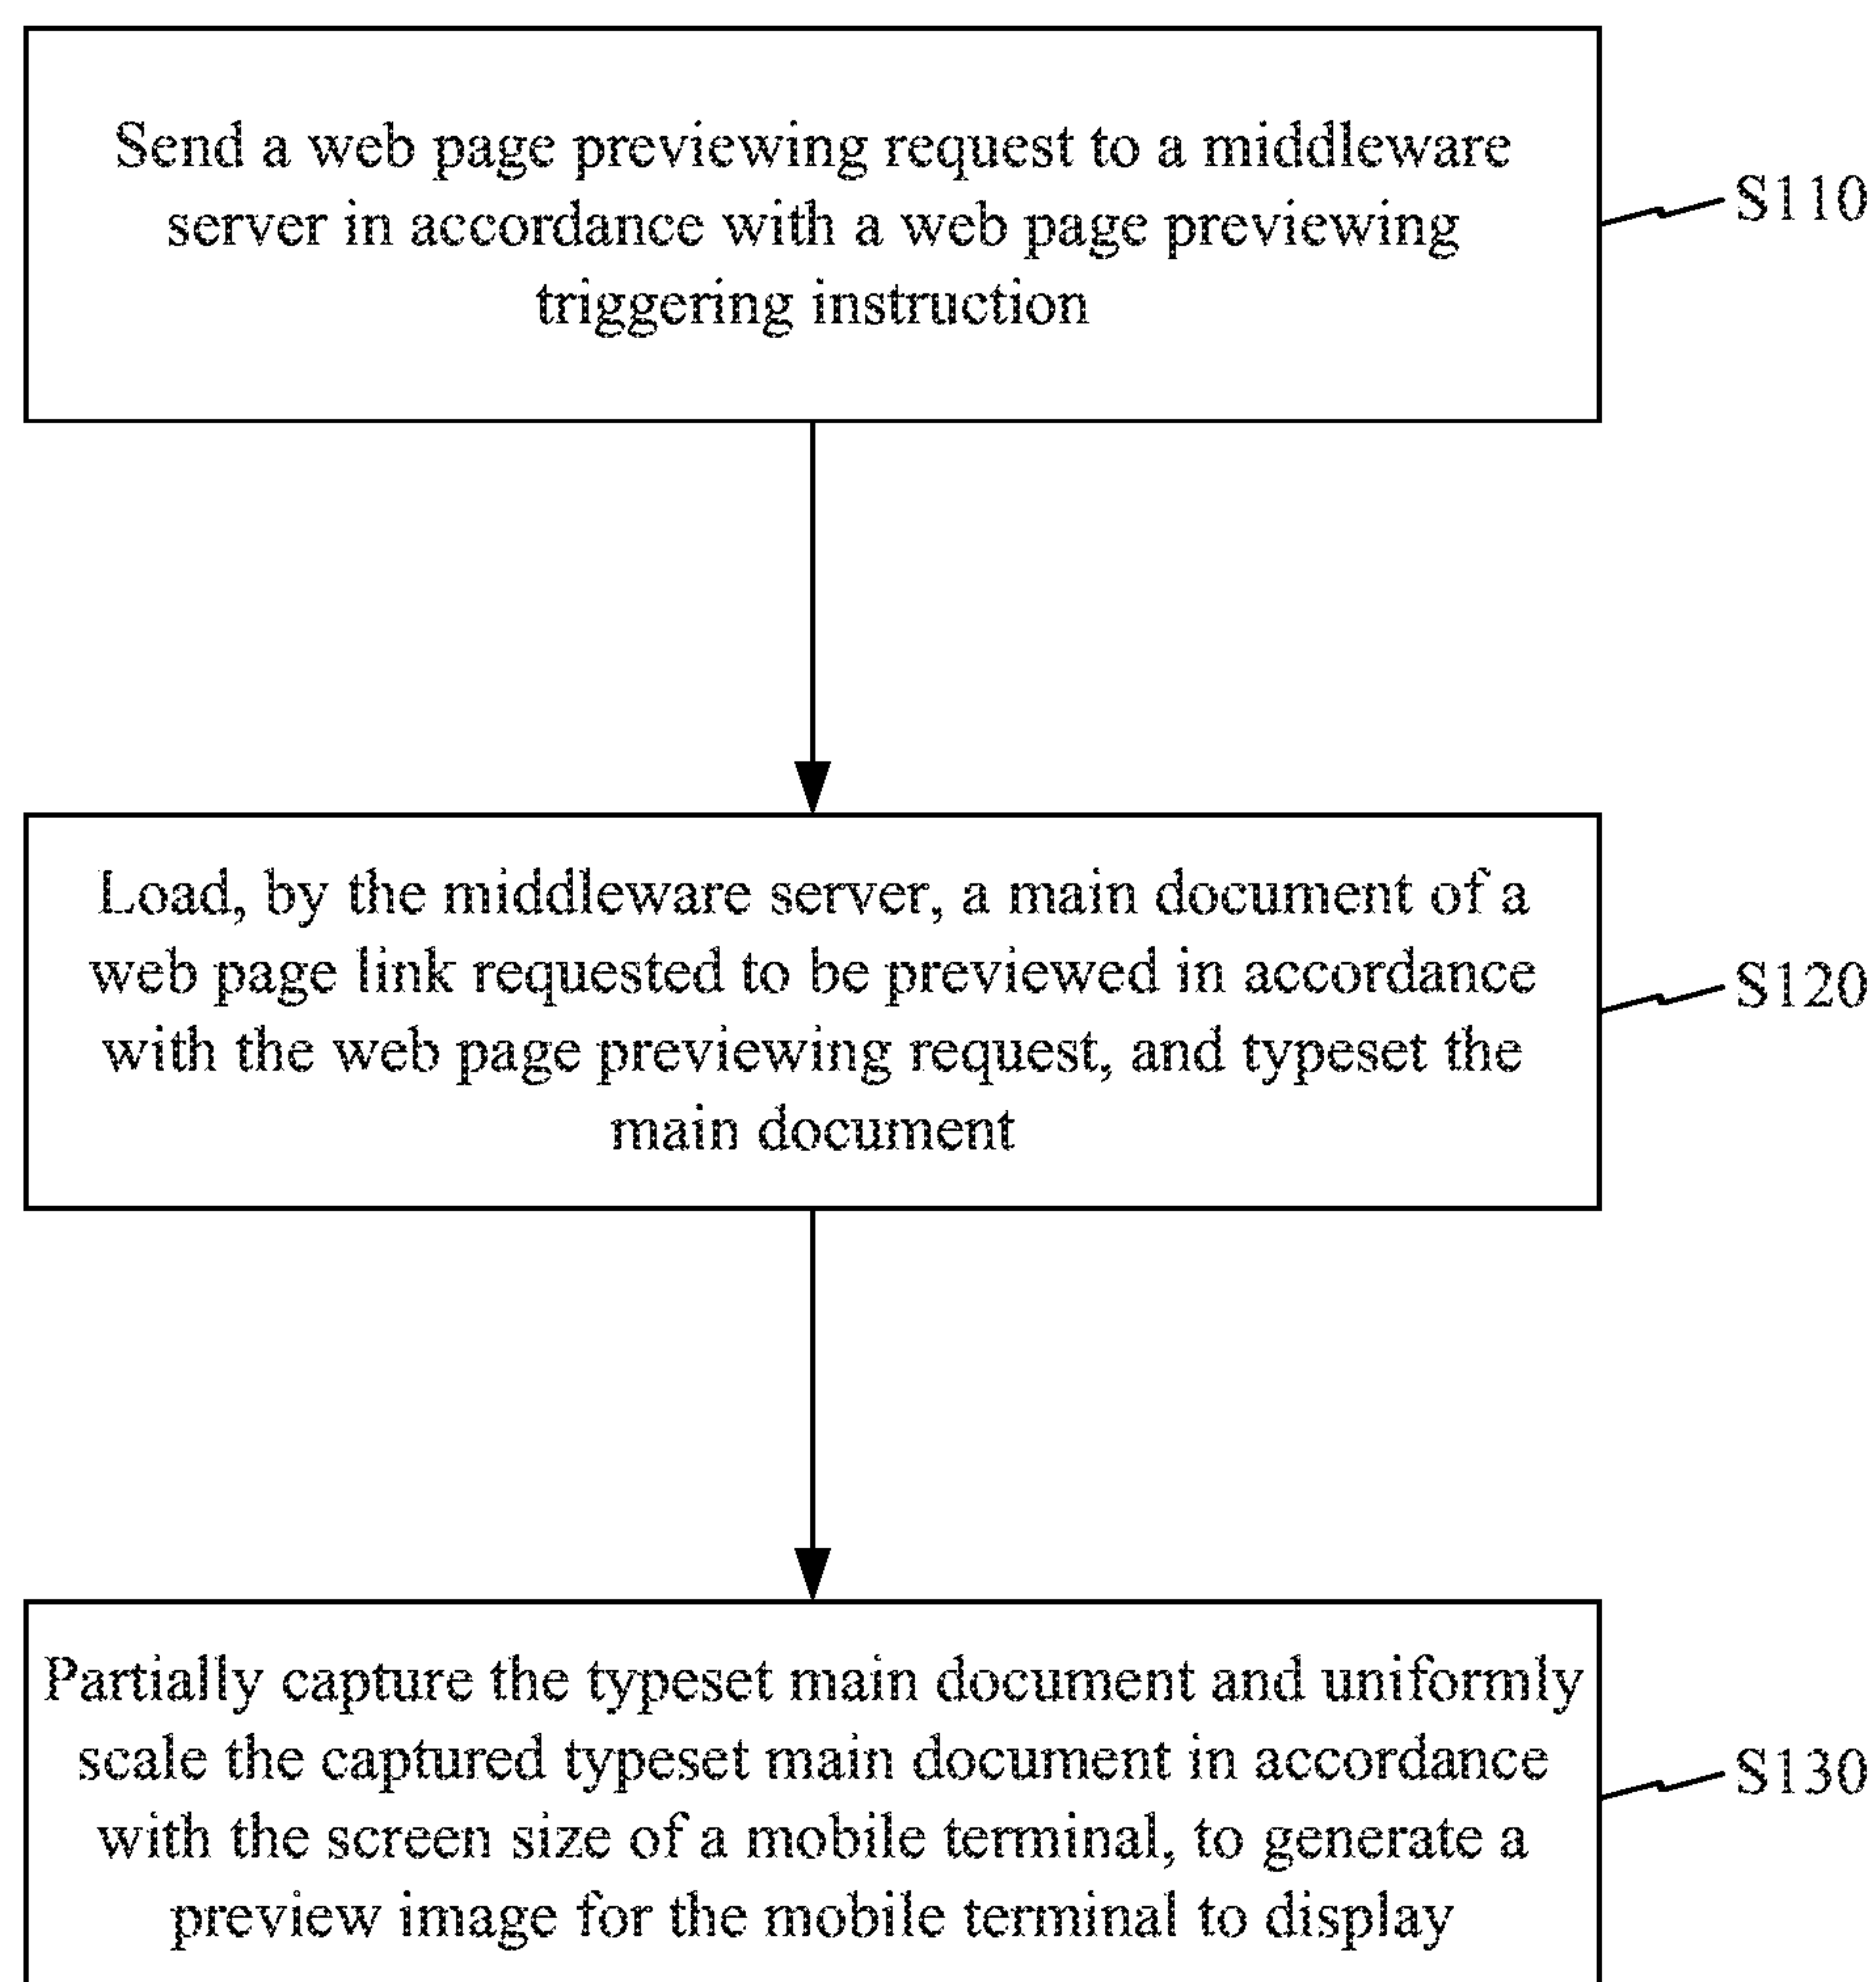 Send a web page previewing request to a middleware
server in accordance with a web page previewing
triggering instruction
S110
Load, by the middleware server, a main document of a
web page link requested to be previewed in accordance
with the web page previewing request, and typeset the
main document
S120
Partially capture the typeset main document and uniformly
scale the captured typeset main document in accordance
with the screen size of a mobile terminal, to generate a
preview image for the mobile terminal to display
S130